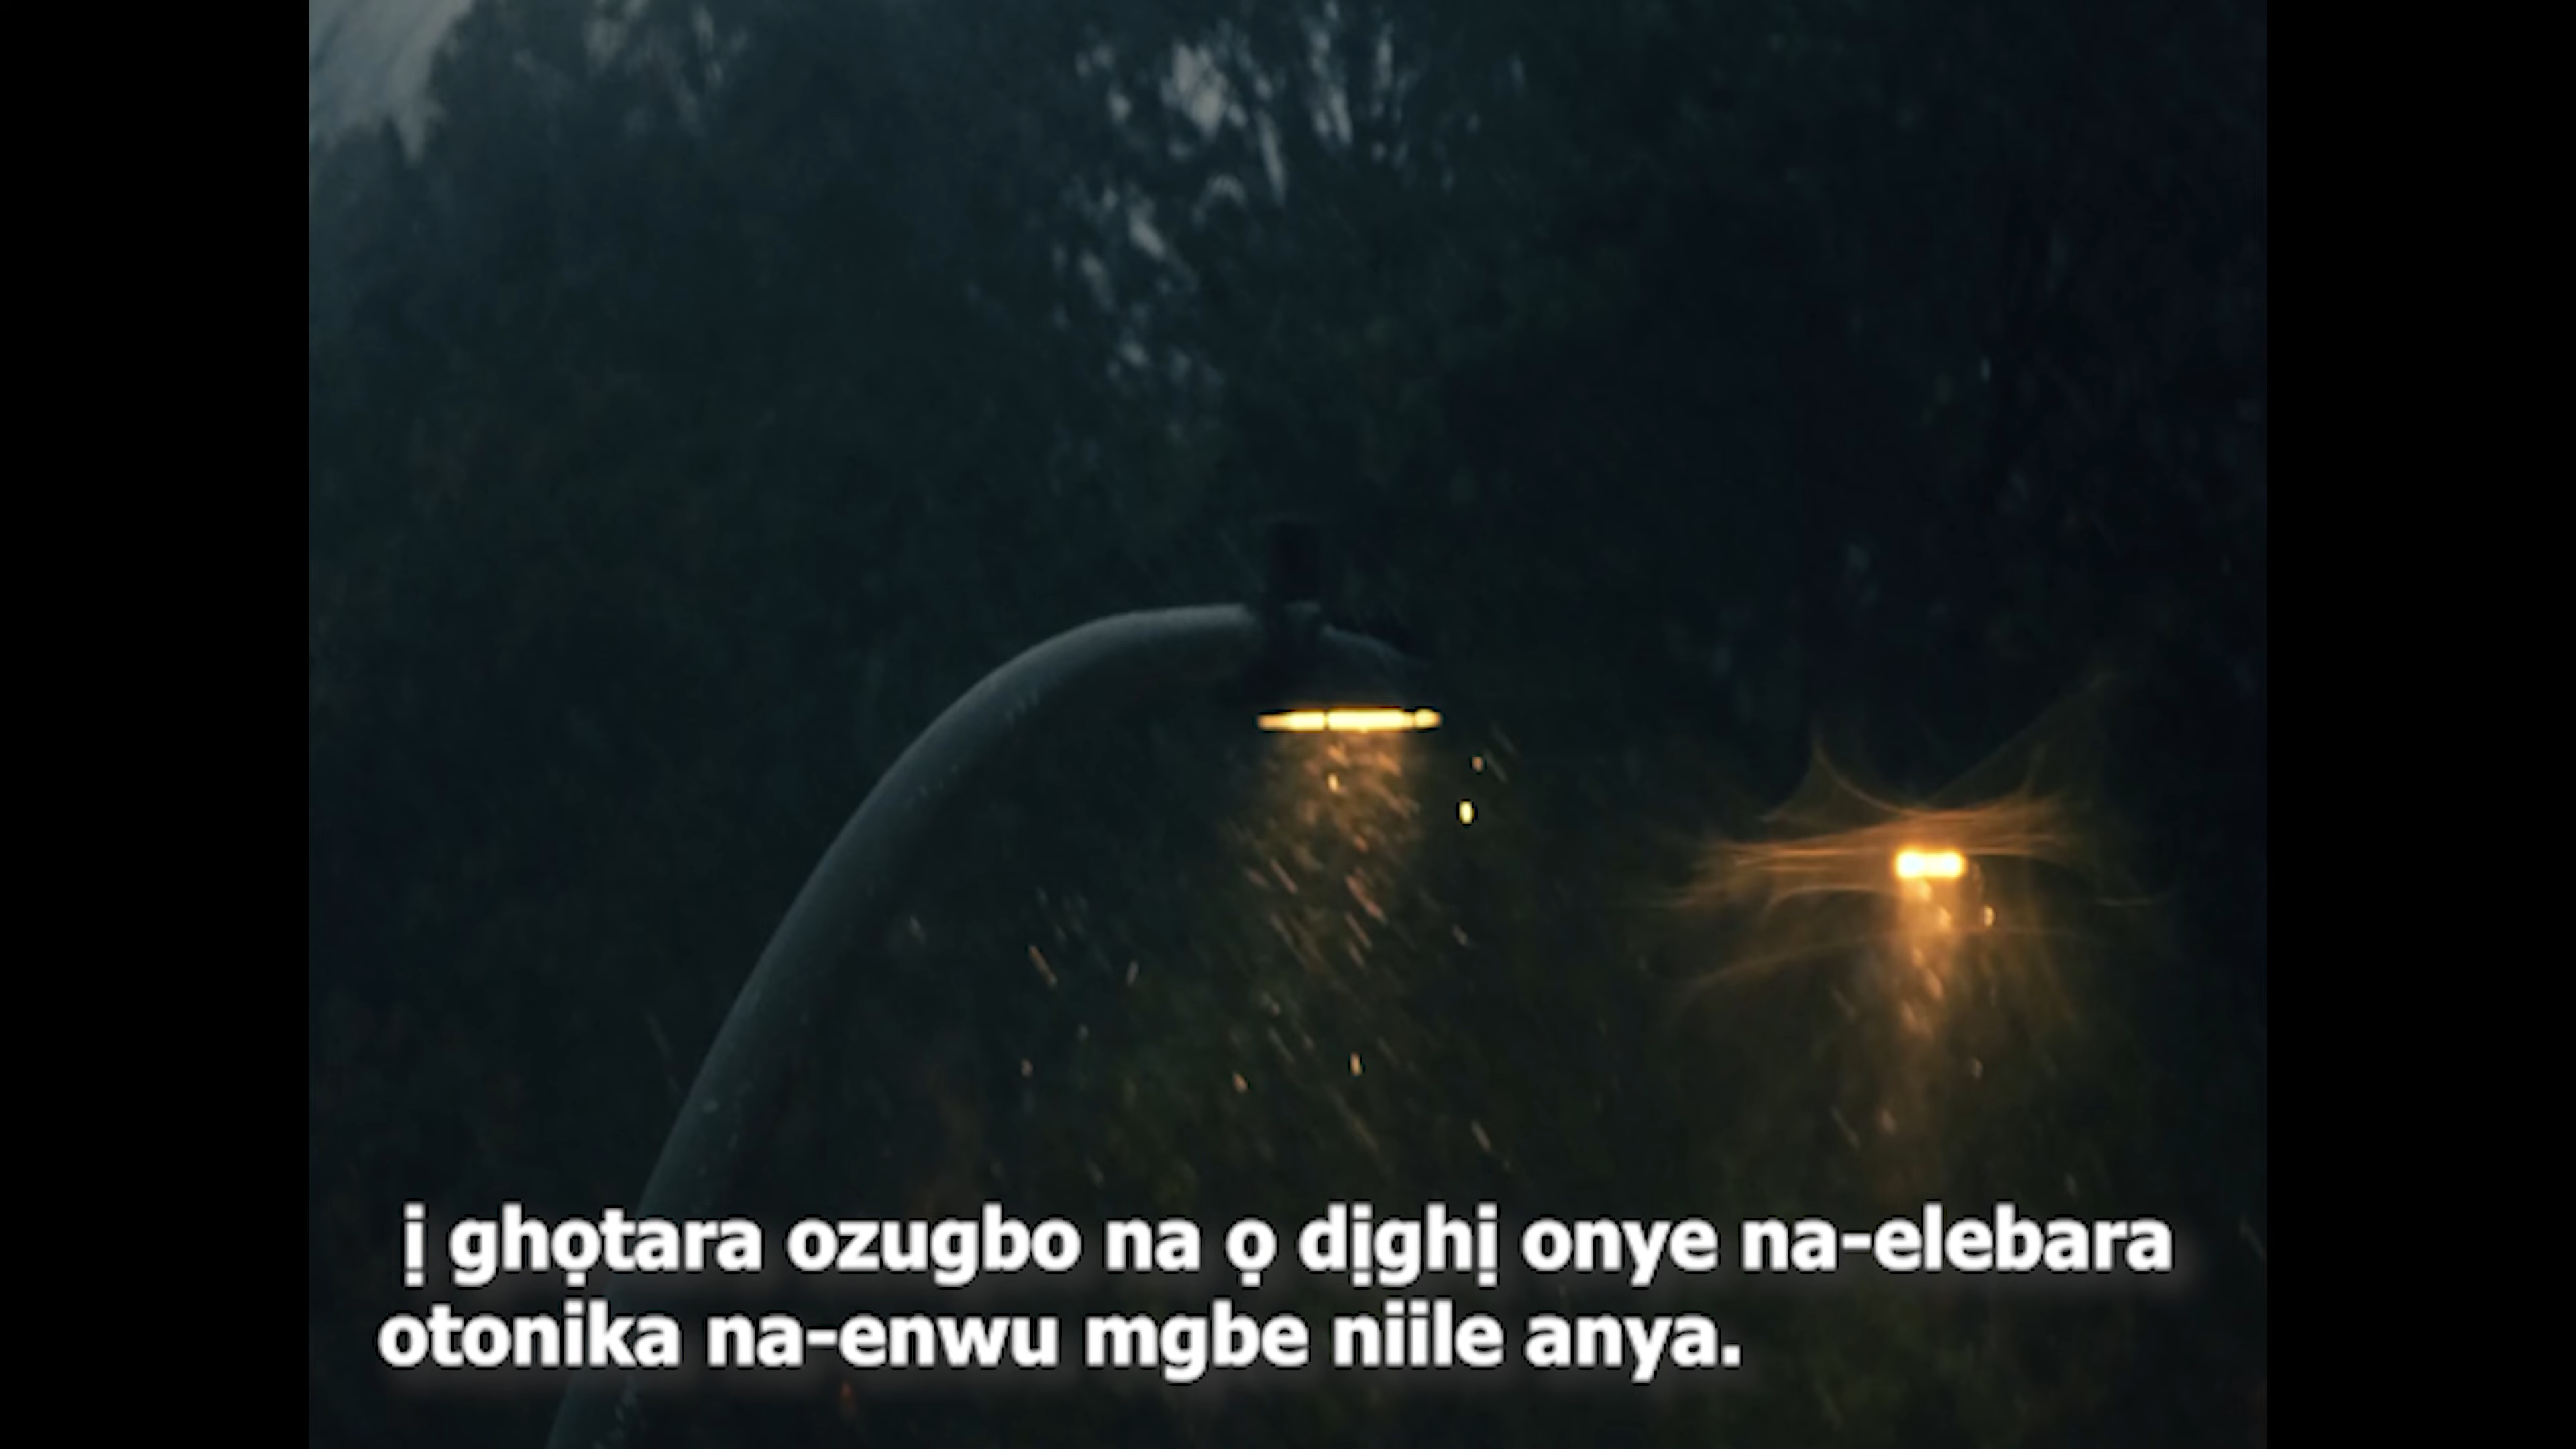 ị ghọtara ozugbo na ọ dịghị onye na-elebara
otonika na-enwu mgbe niile anya.